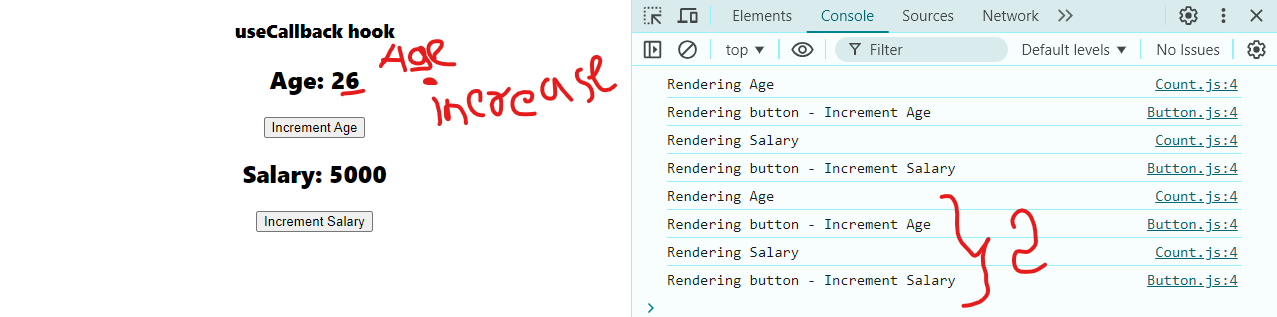 useCallback hook
Age
Age: 26
increase
Increment Age
Salary: 5000
Increment Salary
Elements Console Sources Network
top Filter Default levels No Issues
Rendering Age Count.js:4
Rendering button - Increment Age Button.js:4
Rendering Salary Count.js:4
Rendering button - Increment Salary Button.js:4
Rendering Age Count.js:4
Rendering button - Increment Age Button.js:4
Rendering Salary Count.js:4
Rendering button - Increment Salary Button.js:4
2